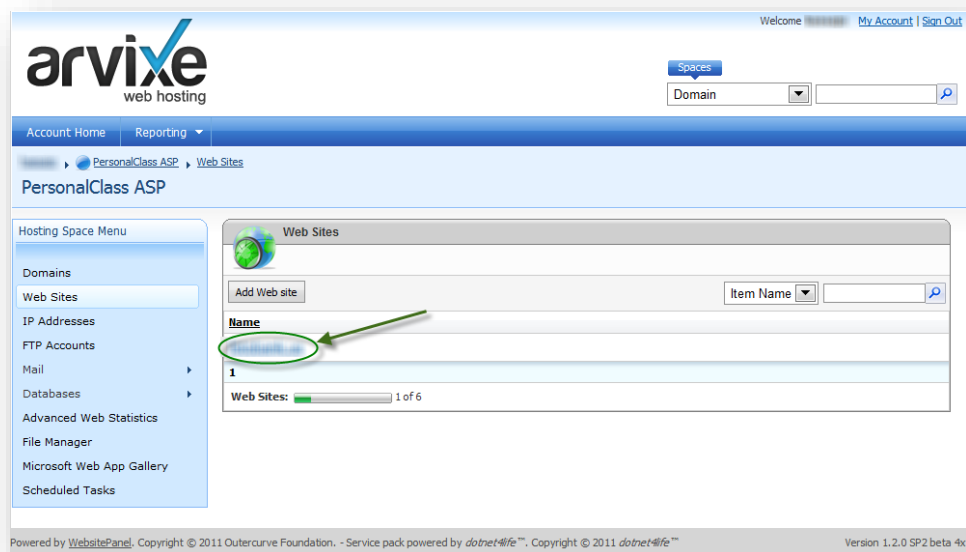 Welcome My Account | Sign Out
arvixe
web hosting
Spaces
Domain
Account Home Reporting
PersonalClass ASP Web Sites
PersonalClass ASP
Hosting Space Menu
Domains
Web Sites
IP Addresses
FTP Accounts
Mail
Databases
Advanced Web Statistics
File Manager
Microsoft Web App Gallery
Scheduled Tasks
Web Sites
Add Web site Item Name
Name
1
Web Sites: 1 of 6
Powered by WebsitePanel. Copyright © 2011 Outercurve Foundation. - Service pack powered by dotnet4life™. Copyright © 2011 dotnet4life™ Version 1.2.0 SP2 beta 4x